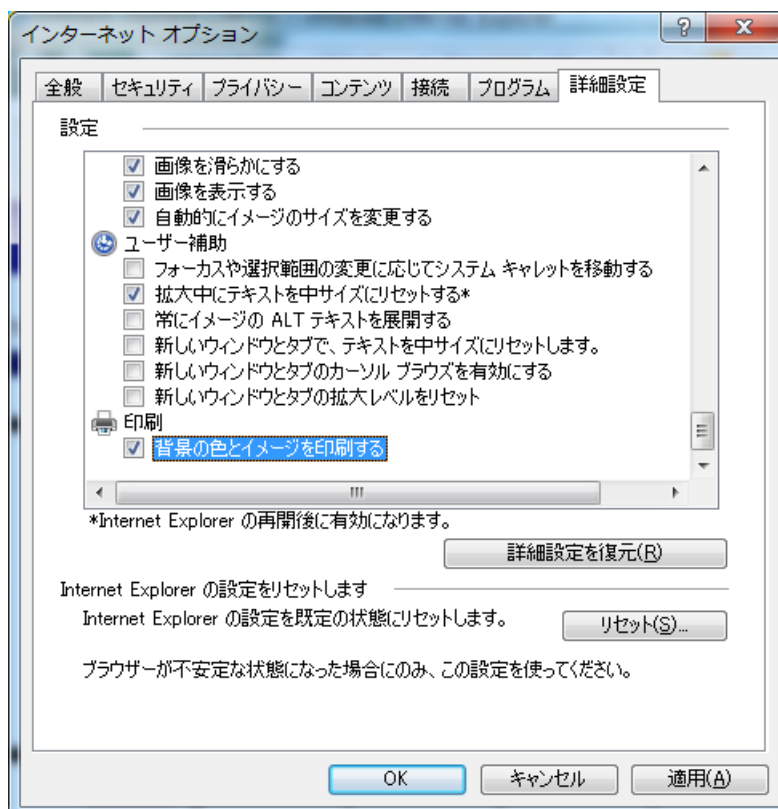 インターネット オプション
全般 セキュリティ プライバシー コンテンツ 接続 プログラム 詳細設定
設定
画像を滑らかにする
画像を表示する
自動的にイメージのサイズを変更する
ユーザー補助
フォーカスや選択範囲の変更に応じてシステム キャレットを移動する
拡大中にテキストを中サイズにリセットする*
常にイメージの ALT テキストを展開する
新しいウィンドウとタブで、テキストを中サイズにリセットします。
新しいウィンドウとタブのカーソル ブラウズを有効にする
新しいウィンドウとタブの拡大レベルをリセット
印刷
背景の色とイメージを印刷する
*Internet Explorer の再開後に有効になります。
詳細設定を復元(R)
Internet Explorer の設定をリセットします
Internet Explorer の設定を既定の状態にリセットします。
リセット(S)...
ブラウザーが不安定な状態になった場合にのみ、この設定を使ってください。
OK キャンセル 適用(A)